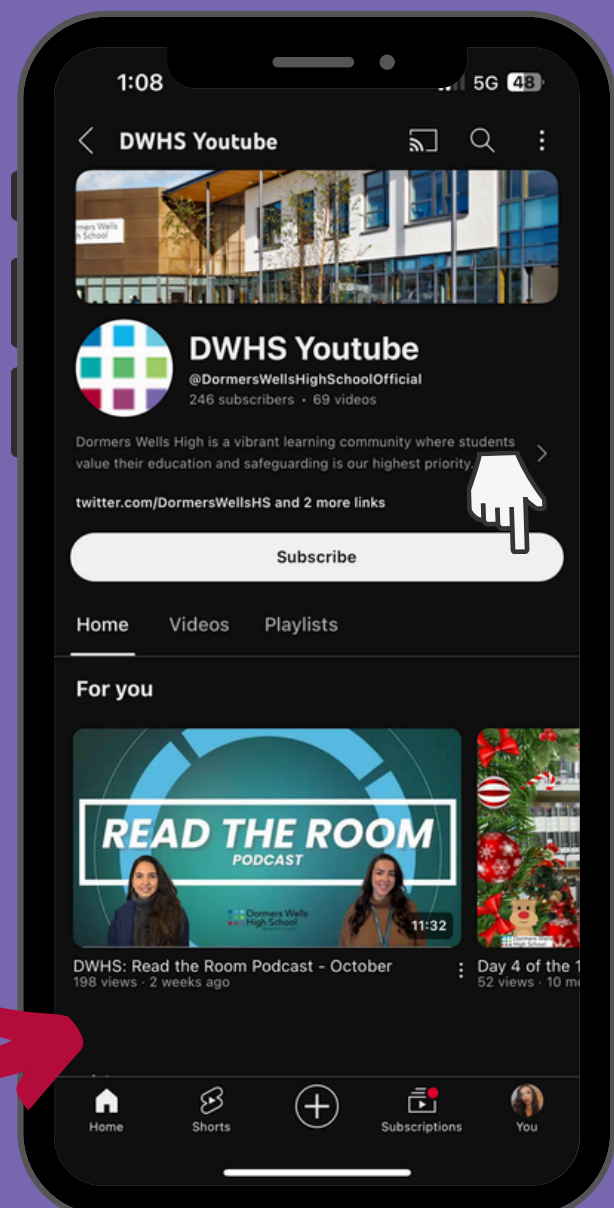 1:08
5G 48
DWHS Youtube
mers Wells
h School
DWHS Youtube
@DormersWellsHighSchoolOfficial
246 subscribers • 69 videos
Dormers Wells High is a vibrant learning community where students
value their education and safeguarding is our highest priority.
twitter.com/DormersWellsHS and 2 more links
Subscribe
Home Videos Playlists
For you
READ THE ROOM
PODCAST
Dormers Wells
High School
11:32
DWHS: Read the Room Podcast - October
198 views · 2 weeks ago
Day 4 of the 1
52 views · 10 m
Home Shorts Subscriptions You